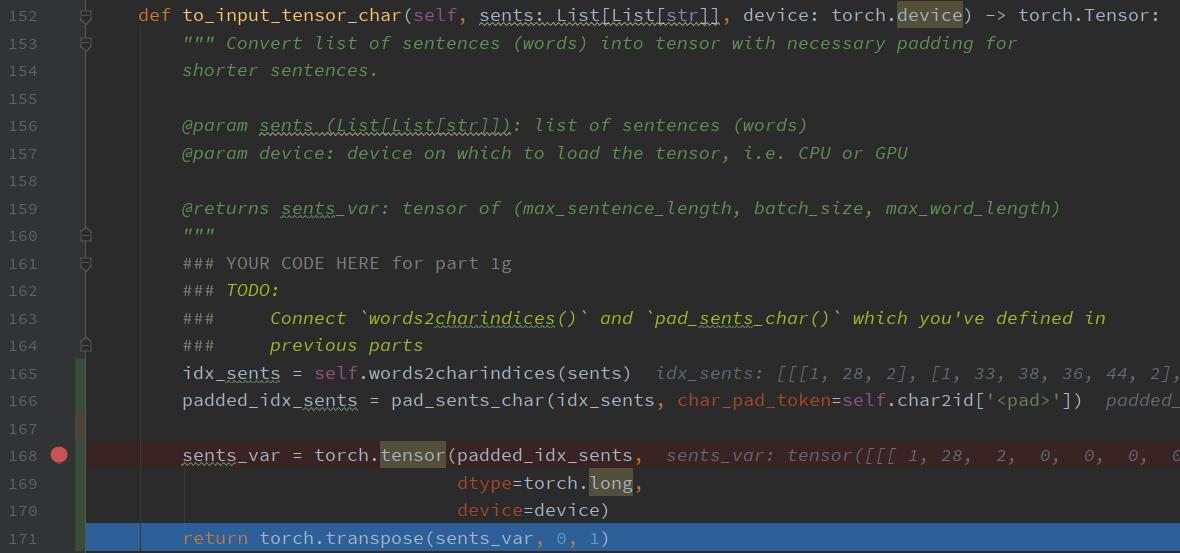 152 def to_input_tensor_char(self, sents: List[List[str]], device: torch.device) -> torch.Tensor:
153 """ Convert list of sentences (words) into tensor with necessary padding for
154 shorter sentences.
155
156 @param sents (List[List[str]]): list of sentences (words)
157 @param device: device on which to load the tensor, i.e. CPU or GPU
158
159 @returns sents_var: tensor of (max_sentence_length, batch_size, max_word_length)
160 """
161 ### YOUR CODE HERE for part 1g
162 ### TODO:
163 ###     Connect `words2charindices()` and `pad_sents_char()` which you've defined in
164 ###     previous parts
165 idx_sents = self.words2charindices(sents)  idx_sents: [[[1, 28, 2], [1, 33, 38, 36, 44, 2],
166 padded_idx_sents = pad_sents_char(idx_sents, char_pad_token=self.char2id['<pad>'])  padded_
167
168 sents_var = torch.tensor(padded_idx_sents,  sents_var: tensor([[[ 1, 28,  2,  0,  0,  0,  0
169 dtype=torch.long,
170 device=device)
171 return torch.transpose(sents_var, 0, 1)